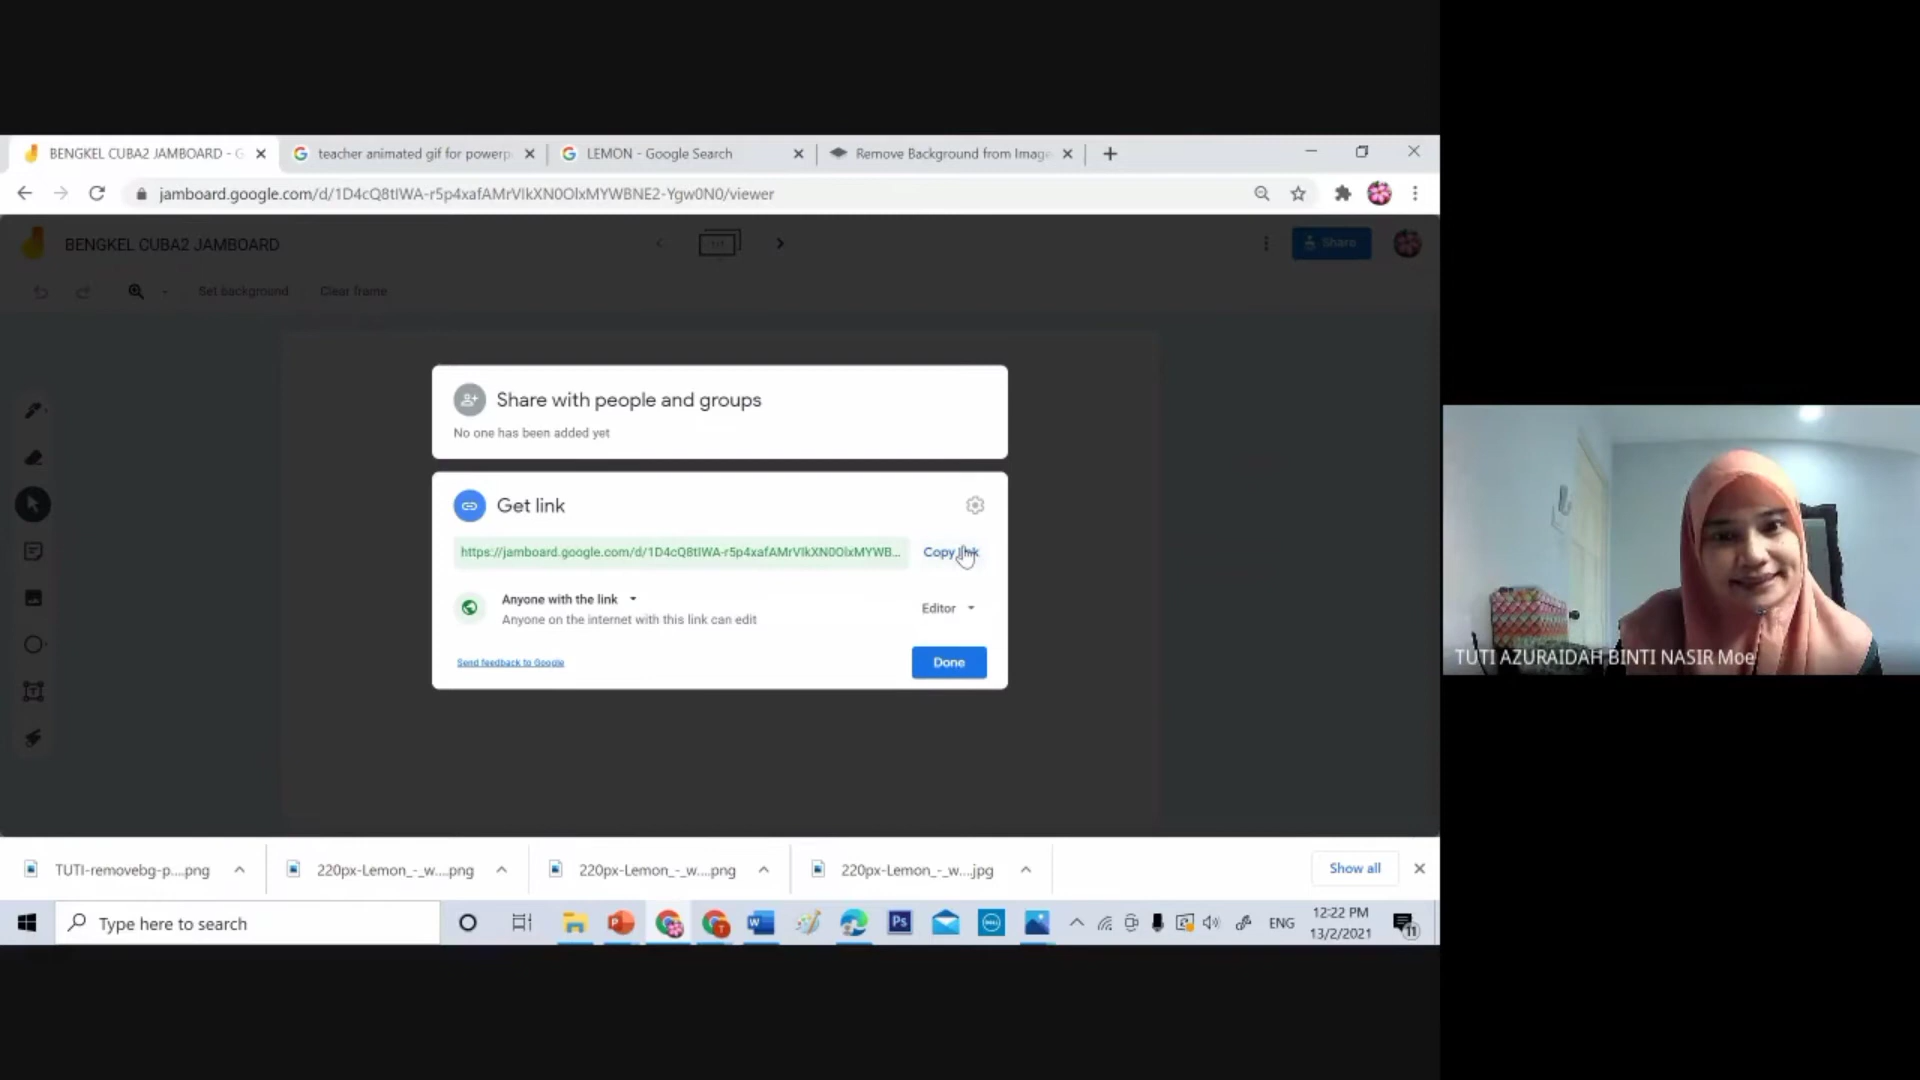 BENGKEL CUBA2 JAMBOARD - G
teacher animated gif for powerp
LEMON - Google Search
Remove Background from Image
jamboard.google.com/d/1D4cQ8tIWA-r5p4xafAMrVIkXN0OlxMYWBNE2-Ygw0N0/viewer
BENGKEL CUBA2 JAMBOARD
1/1
Share
Set background
Clear frame
Share with people and groups
No one has been added yet
Get link
https://jamboard.google.com/d/1D4cQ8tIWA-r5p4xafAMrVIkXN0OlxMYWB...
Copy link
Anyone with the link
Anyone on the internet with this link can edit
Editor
Send feedback to Google
Done
TUTI AZURAIDAH BINTI NASIR Moe
TUTI-removebg-p....png
220px-Lemon_-_w....png
220px-Lemon_-_w....png
220px-Lemon_-_w....jpg
Show all
Type here to search
ENG
12:22 PM
13/2/2021
11